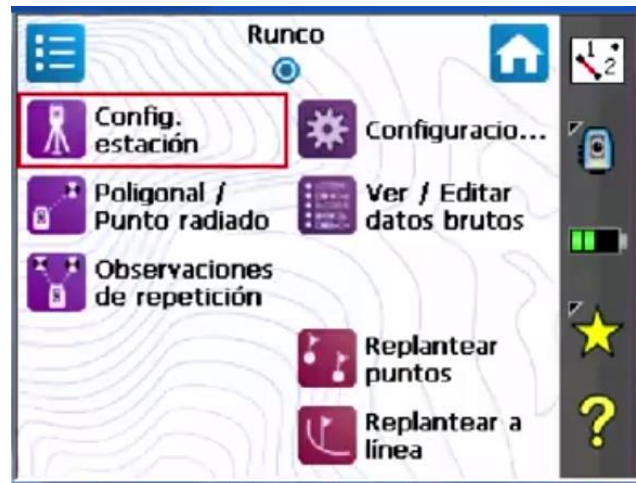 Runco
Config.
estación
Configuracio...
Poligonal /
Punto radiado
Ver / Editar
datos brutos
Observaciones
de repetición
Replantear
puntos
Replantear a
línea
1
2
?